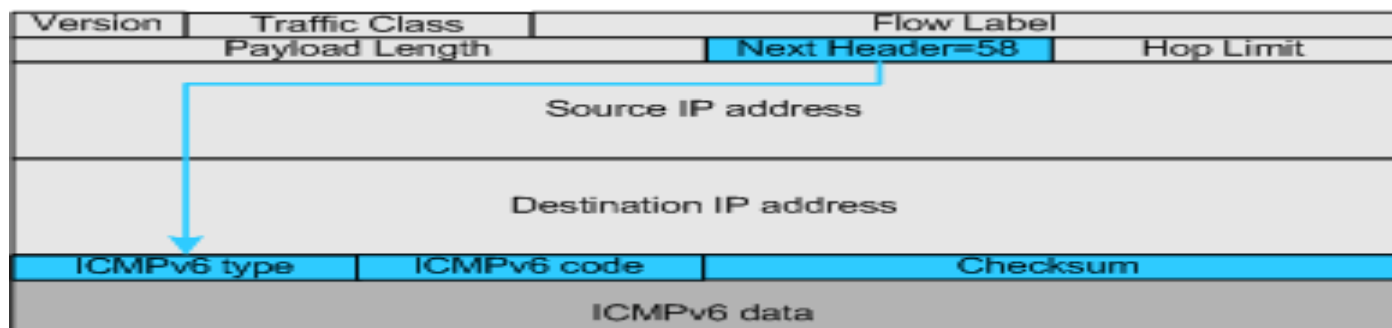 Version Traffic Class Flow Label
Payload Length Next Header=58 Hop Limit
Source IP address
Destination IP address
ICMPv6 type ICMPv6 code Checksum
ICMPv6 data